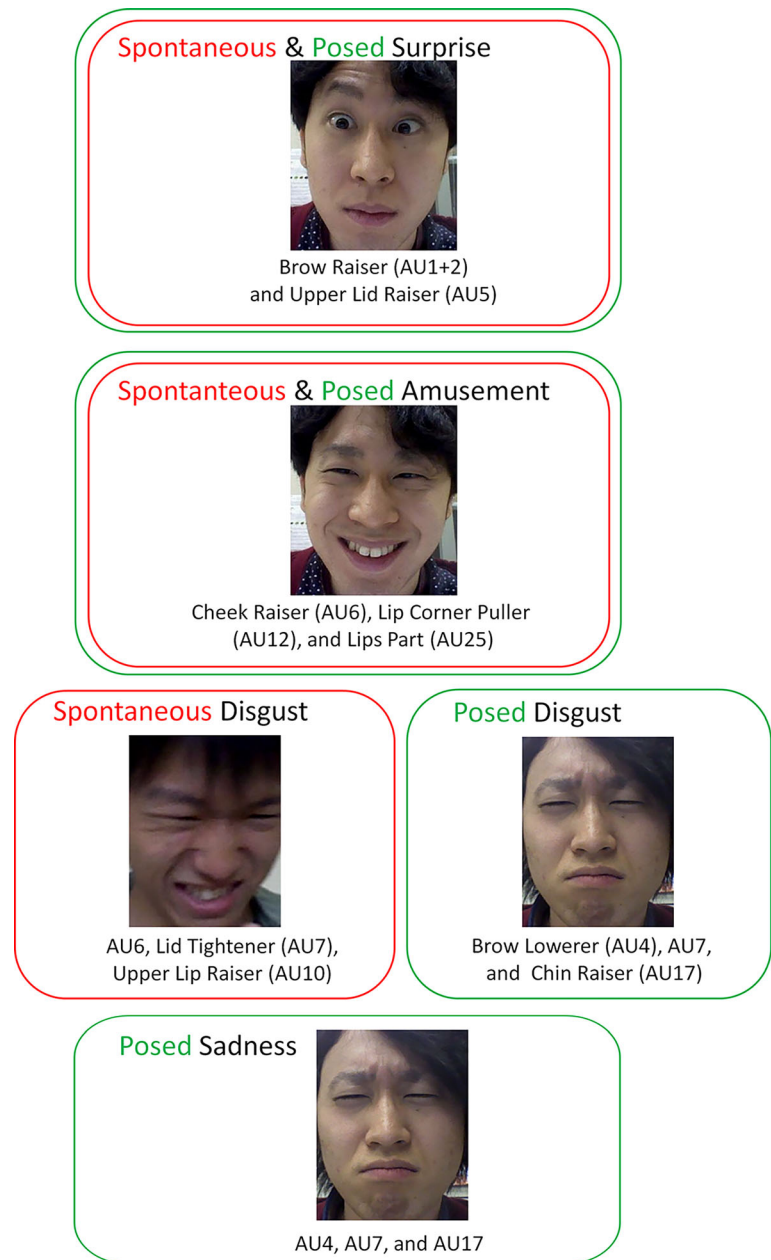 Spontaneous & Posed Surprise
Brow Raiser (AU1+2)
and Upper Lid Raiser (AU5)
Spontanteous & Posed Amusement
Cheek Raiser (AU6), Lip Corner Puller
(AU12), and Lips Part (AU25)
Spontaneous Disgust
AU6, Lid Tightener (AU7),
Upper Lip Raiser (AU10)
Posed Disgust
Brow Lowerer (AU4), AU7,
and Chin Raiser (AU17)
Posed Sadness
AU4, AU7, and AU17